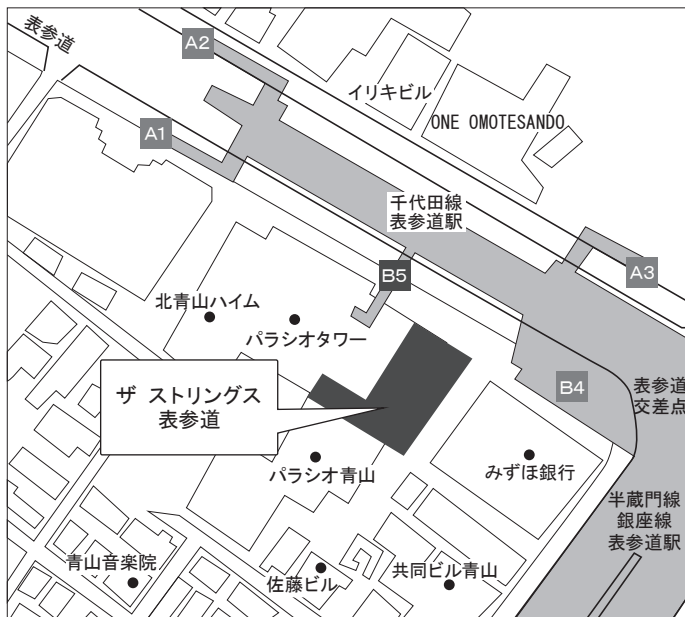 表参道
A2
イリキビル
A1
ONE OMOTESANDO
千代田線
表参道駅
B5
A3
北青山ハイム
パラシオタワー
ザ ストリングス
表参道
B4
表参道
交差点
パラシオ青山
みずほ銀行
半蔵門線
銀座線
表参道駅
青山音楽院
佐藤ビル
共同ビル青山